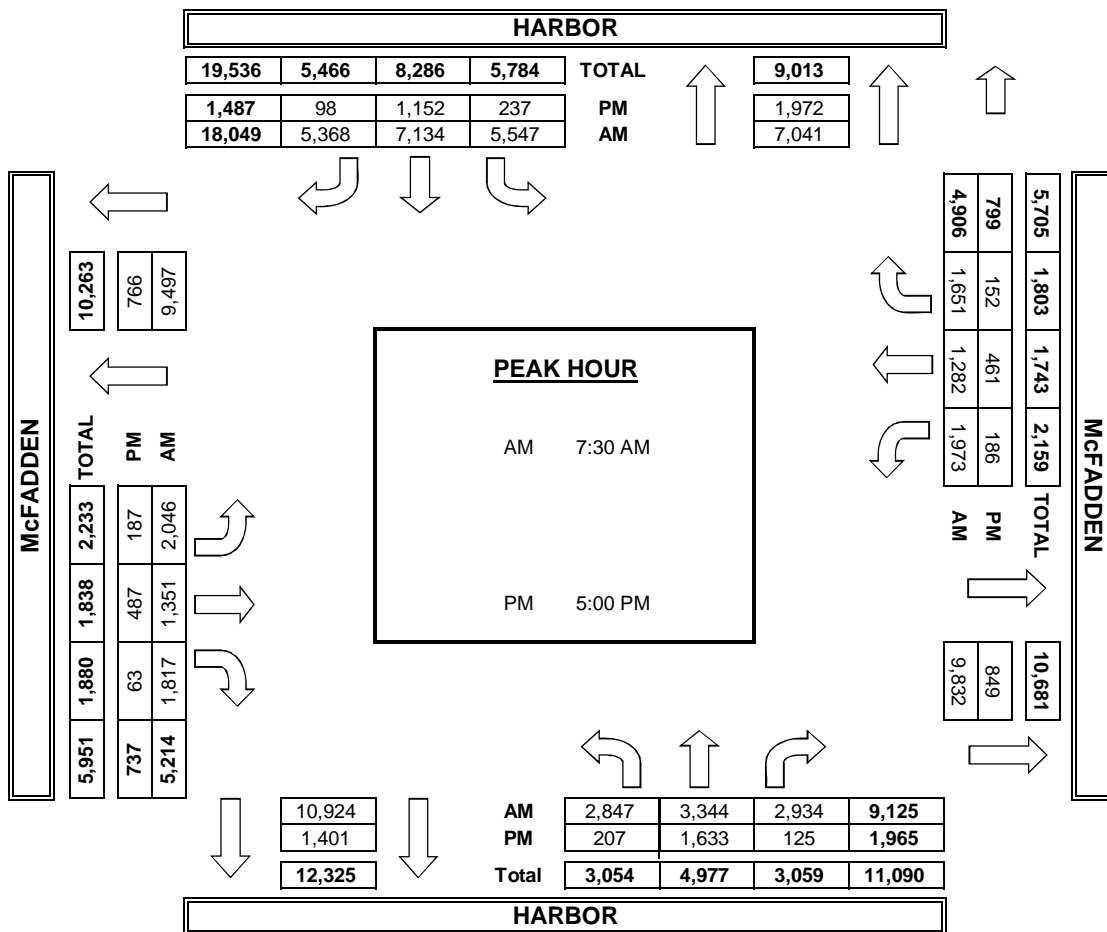 HARBOR
19,536 5,466 8,286 5,784 TOTAL 9,013
1,487 98 1,152 237 PM 1,972
18,049 5,368 7,134 5,547 AM 7,041
McFADDEN
10,263
766
9,497
TOTAL
PM
AM
2,233 1,838 1,880 5,951
187 487 63 737
2,046 1,351 1,817 5,214
PEAK HOUR
AM 7:30 AM
PM 5:00 PM
5,705 1,803 1,743 2,159 TOTAL
799 152 461 186 PM
4,906 1,651 1,282 1,973 AM
10,681
849
9,832
McFADDEN
10,924 AM 2,847 3,344 2,934 9,125
1,401 PM 207 1,633 125 1,965
12,325 Total 3,054 4,977 3,059 11,090
HARBOR